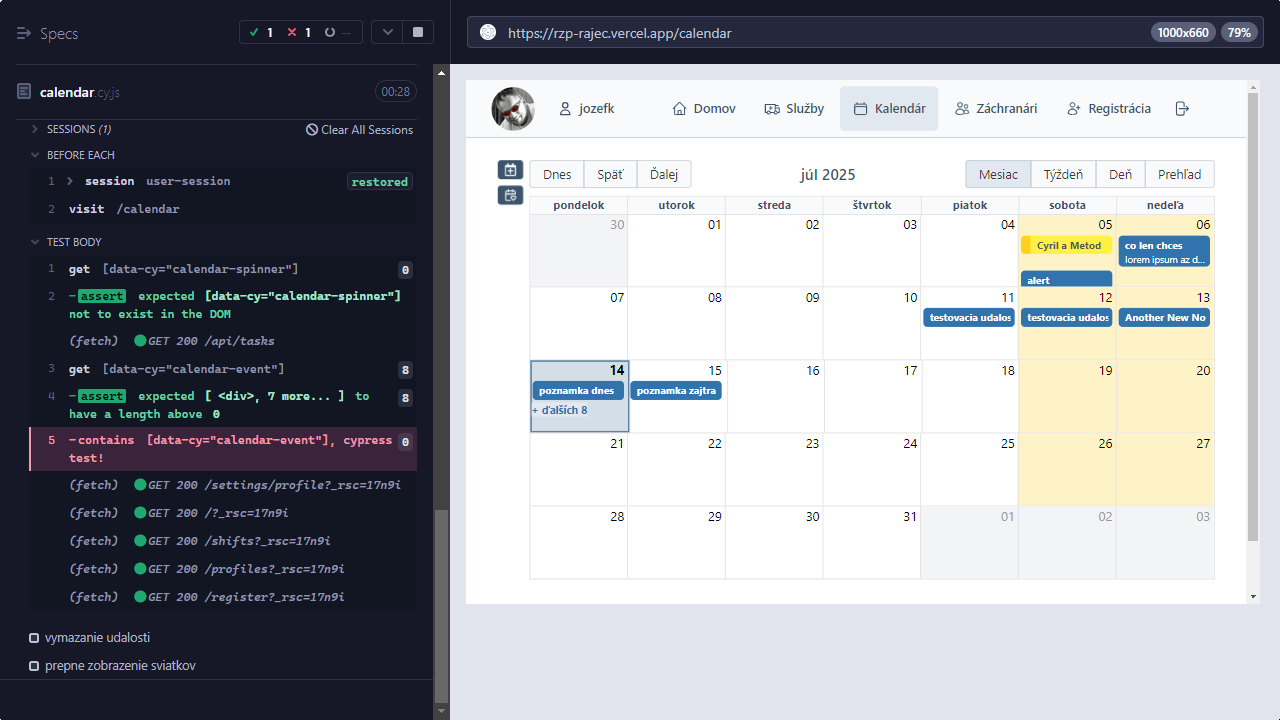 Specs
1
1
--
calendar.cy.js
00:28
SESSIONS (1)
Clear All Sessions
BEFORE EACH
1 session user-session restored
2 visit /calendar
TEST BODY
1 get [data-cy="calendar-spinner"] 0
2 -assert expected [data-cy="calendar-spinner"]
not to exist in the DOM
(fetch) GET 200 /api/tasks
3 get [data-cy="calendar-event"] 8
4 -assert expected [ <div>, 7 more... ] to 8
have a length above 0
5 -contains [data-cy="calendar-event"], cypress 0
test!
(fetch) GET 200 /settings/profile?_rsc=17n9i
(fetch) GET 200 /?_rsc=17n9i
(fetch) GET 200 /shifts?_rsc=17n9i
(fetch) GET 200 /profiles?_rsc=17n9i
(fetch) GET 200 /register?_rsc=17n9i
vymazanie udalosti
prepne zobrazenie sviatkov
https://rzp-rajec.vercel.app/calendar
1000x660
79%
jozefk
Domov
Služby
Kalendár
Záchranári
Registrácia
Dnes
Späť
Ďalej
júl 2025
Mesiac
Týždeň
Deň
Prehľad
pondelok utorok streda štvrtok piatok sobota nedeľa
30 01 02 03 04 05 06
Cyril a Metod
co len chces
lorem ipsum az d...
alert
07 08 09 10 11 12 13
testovacia udalos
testovacia udalos
Another New No
14 15 16 17 18 19 20
poznamka dnes
poznamka zajtra
+ ďalších 8
21 22 23 24 25 26 27
28 29 30 31 01 02 03